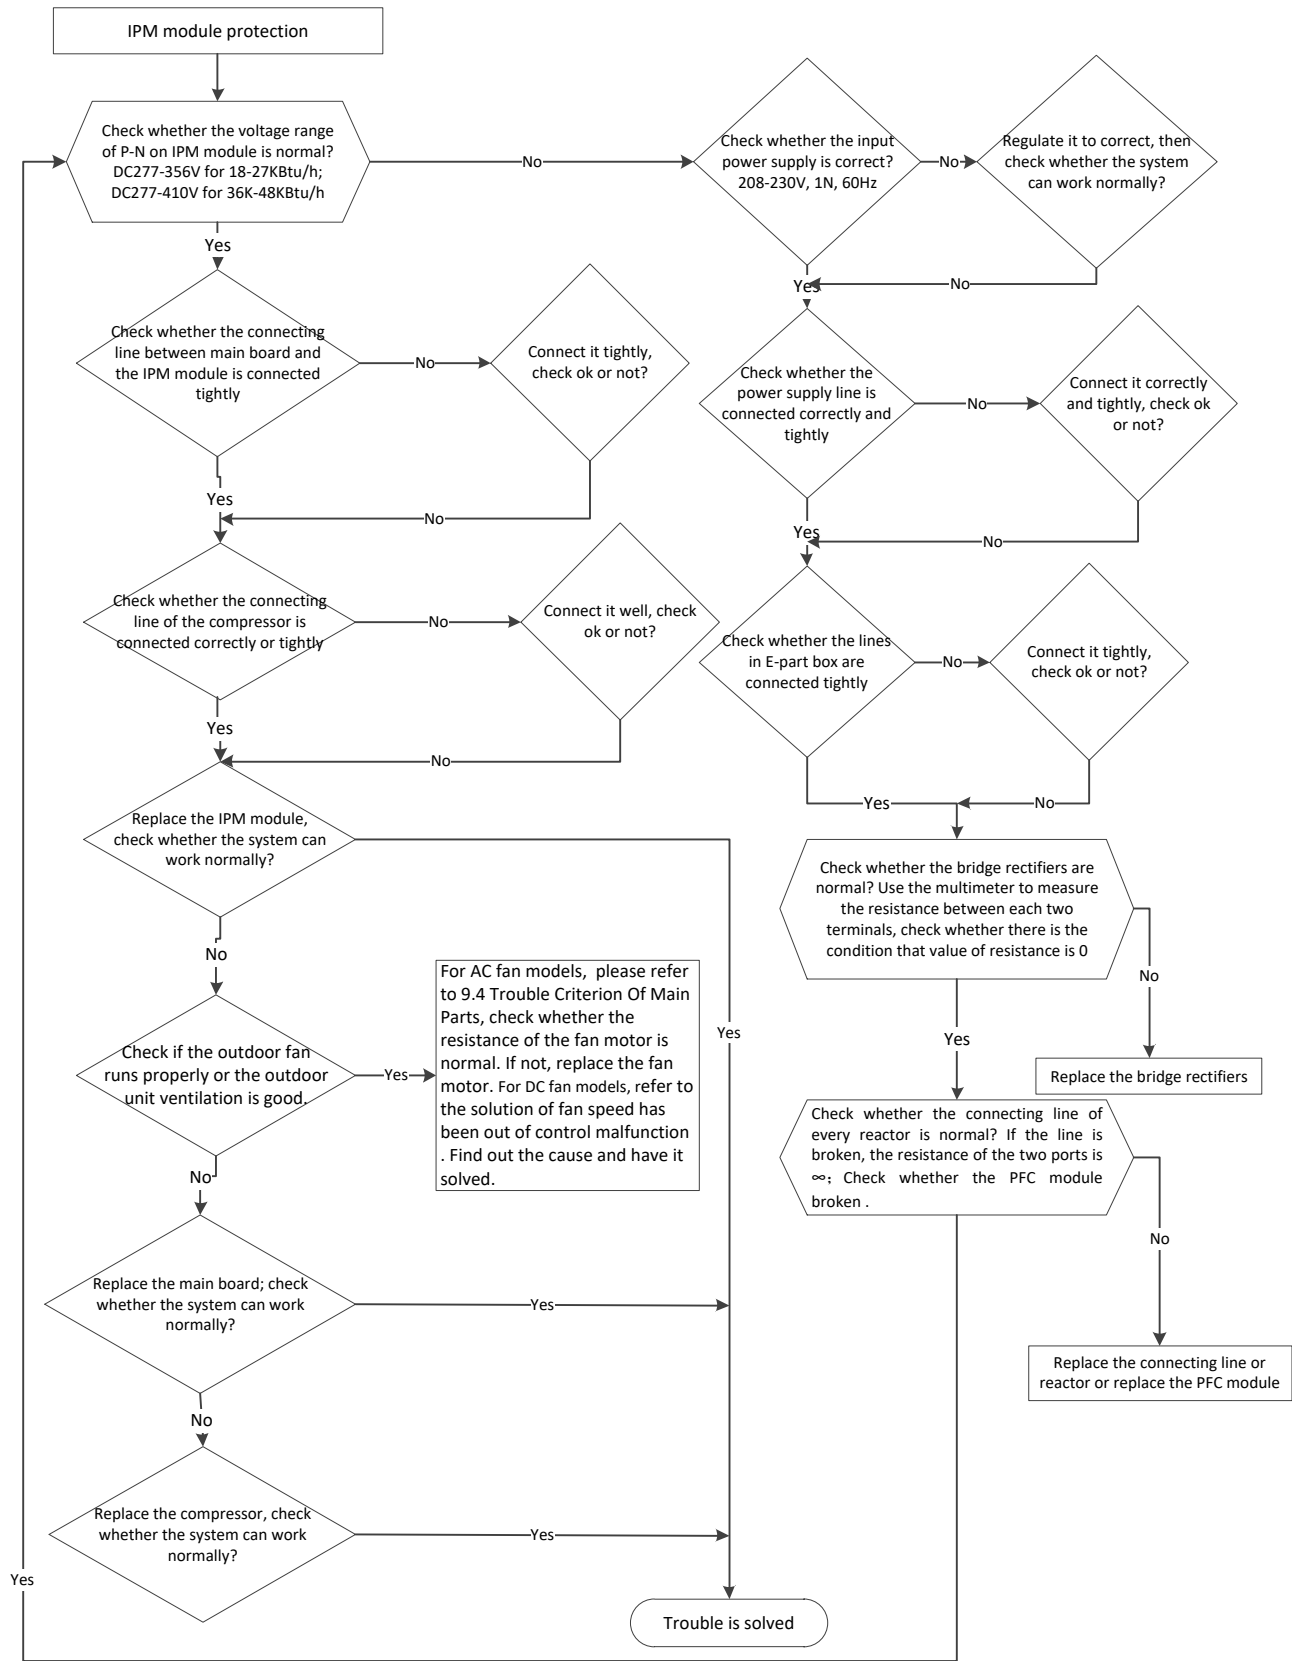 IPM module protection
Check whether the voltage range
of P-N on IPM module is normal?
DC277-356V for 18-27KBtu/h;
DC277-410V for 36K-48KBtu/h
No
Check whether the input
power supply is correct?
208-230V, 1N, 60Hz
No
Regulate it to correct, then
check whether the system
can work normally?
Yes
Yes
No
Check whether the connecting
line between main board and
the IPM module is connected
tightly
No
Connect it tightly,
check ok or not?
Check whether the
power supply line is
connected correctly and
tightly
No
Connect it correctly
and tightly, check ok
or not?
Yes
No
Yes
No
Check whether the connecting
line of the compressor is
connected correctly or tightly
No
Connect it well, check
ok or not?
Check whether the lines
in E-part box are
connected tightly
No
Connect it tightly,
check ok or not?
Yes
No
Yes
No
Replace the IPM module,
check whether the system can
work normally?
Check whether the bridge rectifiers are
normal? Use the multimeter to measure
the resistance between each two
terminals, check whether there is the
condition that value of resistance is 0
No
No
Yes
Yes
Check if the outdoor fan
runs properly or the outdoor
unit ventilation is good.
Yes
For AC fan models,  please refer
to 9.4 Trouble Criterion Of Main
Parts, check whether the
resistance of the fan motor is
normal. If not, replace the fan
motor. For DC fan models, refer to
the solution of fan speed has
been out of control malfunction
. Find out the cause and have it
solved.
Replace the bridge rectifiers
Check whether the connecting line of
every reactor is normal? If the line is
broken, the resistance of the two ports is
∞; Check whether the PFC module
broken .
No
No
Replace the main board; check
whether the system can work
normally?
Yes
Replace the connecting line or
reactor or replace the PFC module
No
Replace the compressor, check
whether the system can work
normally?
Yes
Yes
Trouble is solved